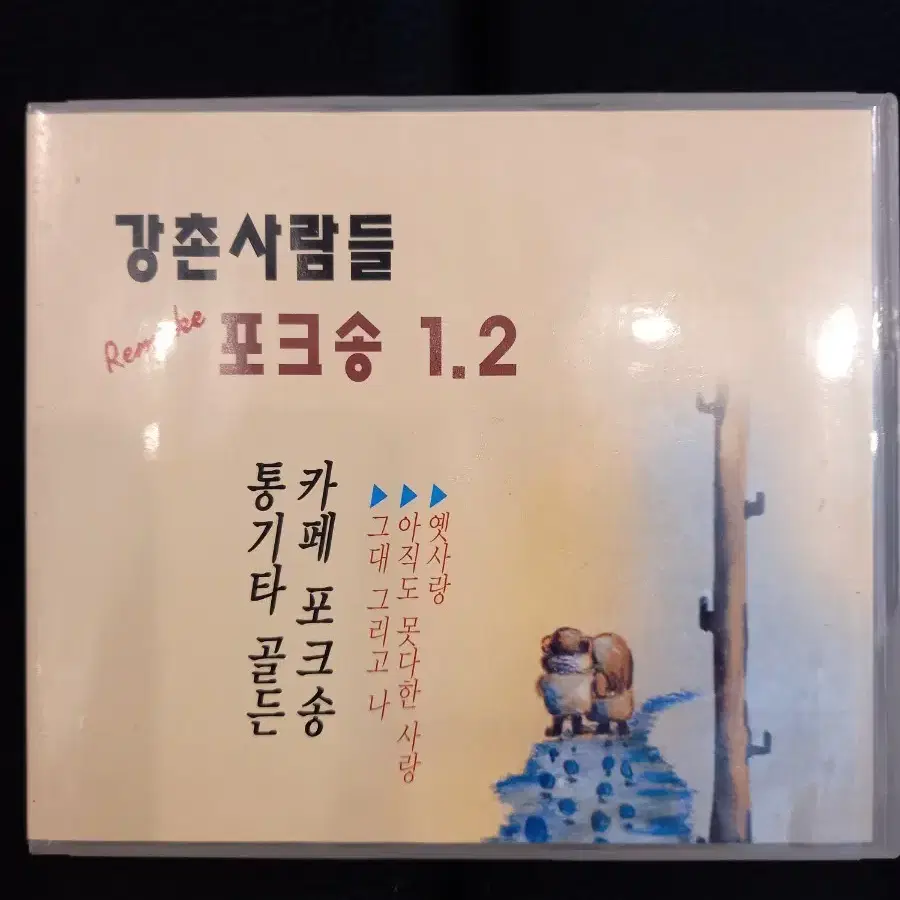 강촌사람들
Remake
포크송 1.2
통기타 골든
카페 포크송
▶그대 그리고 나
▶아직도 못다한 사랑
▶옛사랑